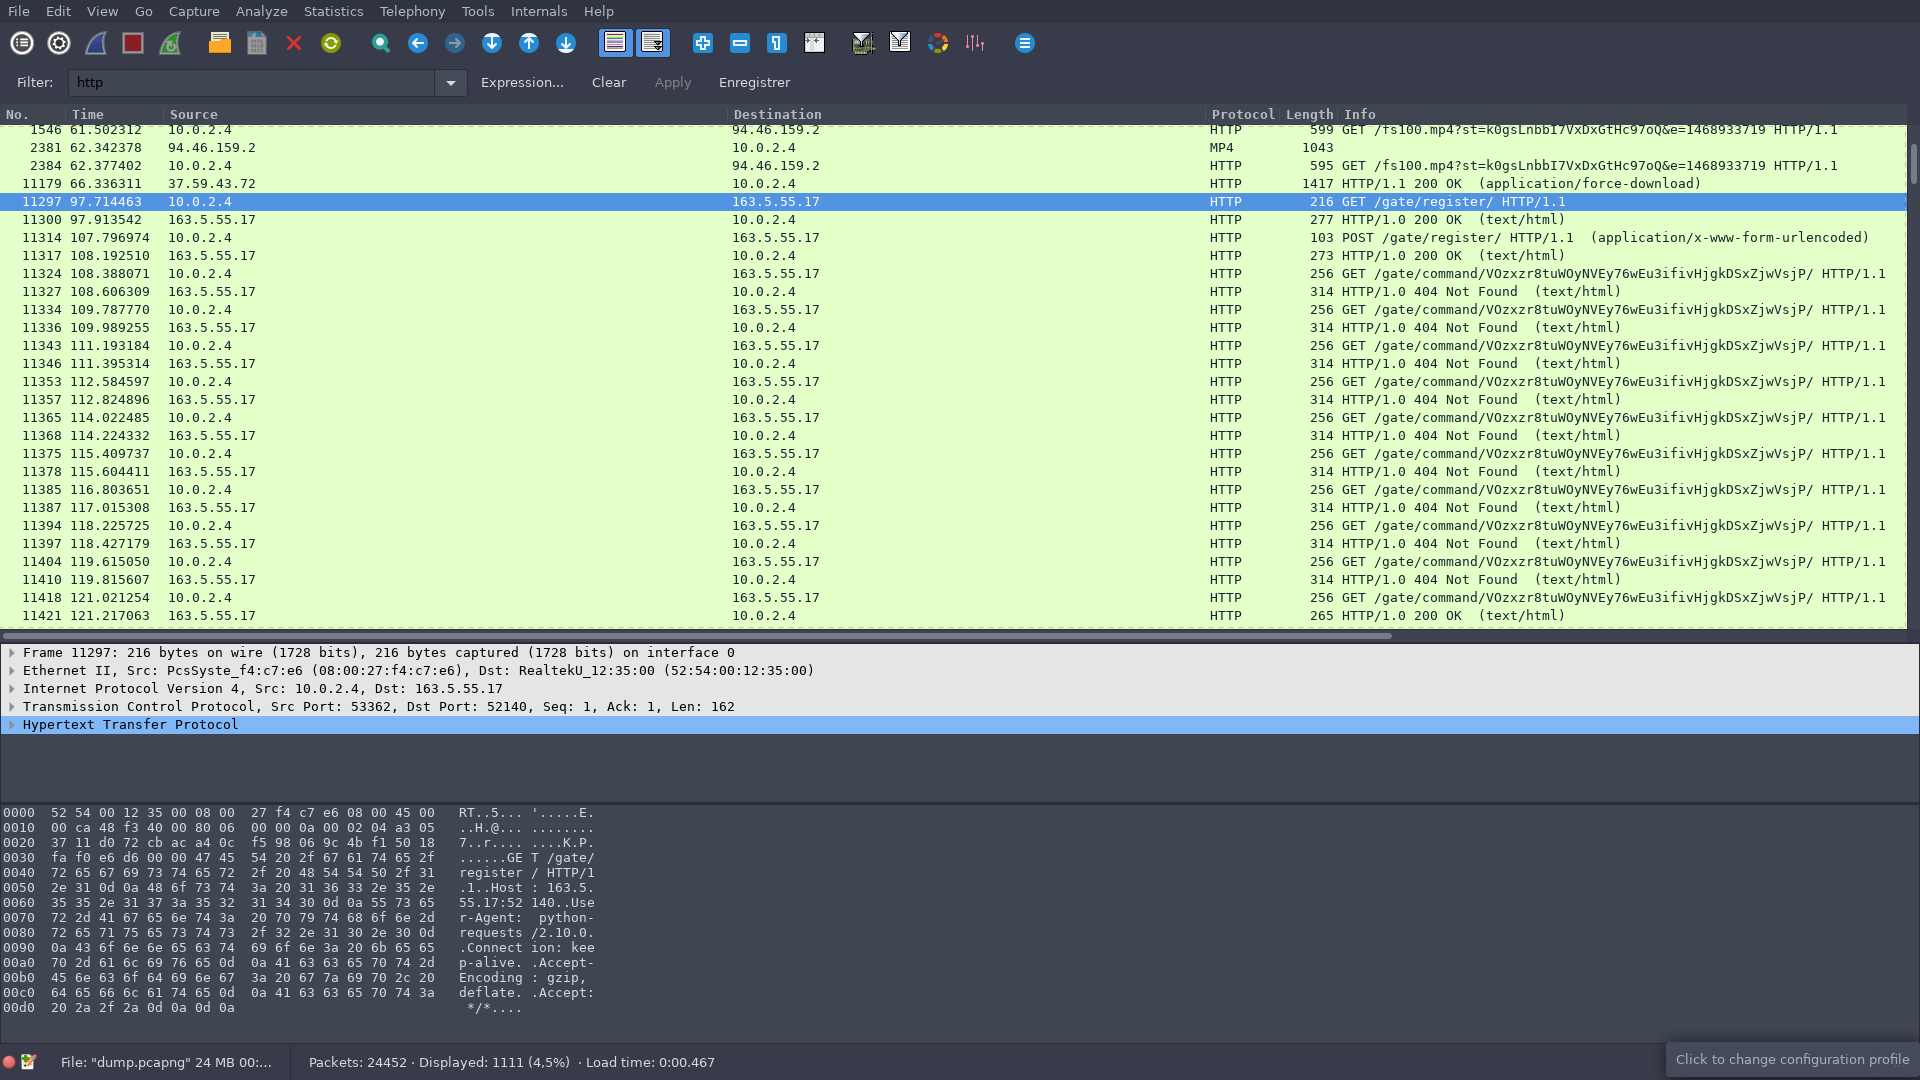 File Edit View Go Capture Analyze Statistics Telephony Tools Internals Help
Filter: http Expression... Clear Apply Enregistrer
No. Time Source Destination Protocol Length Info
1546 61.502312 10.0.2.4 94.46.159.2 HTTP 599 GET /fs100.mp4?st=k0gsLnbbI7VxDxGtHc97oQ&e=1468933719 HTTP/1.1
2381 62.342378 94.46.159.2 10.0.2.4 MP4 1043
2384 62.377402 10.0.2.4 94.46.159.2 HTTP 595 GET /fs100.mp4?st=k0gsLnbbI7VxDxGtHc97oQ&e=1468933719 HTTP/1.1
11179 66.336311 37.59.43.72 10.0.2.4 HTTP 1417 HTTP/1.1 200 OK (application/force-download)
11297 97.714463 10.0.2.4 163.5.55.17 HTTP 216 GET /gate/register/ HTTP/1.1
11300 97.913542 163.5.55.17 10.0.2.4 HTTP 277 HTTP/1.0 200 OK (text/html)
11314 107.796974 10.0.2.4 163.5.55.17 HTTP 103 POST /gate/register/ HTTP/1.1 (application/x-www-form-urlencoded)
11317 108.192510 163.5.55.17 10.0.2.4 HTTP 273 HTTP/1.0 200 OK (text/html)
11324 108.388071 10.0.2.4 163.5.55.17 HTTP 256 GET /gate/command/VOzxzr8tuWOyNVEy76wEu3ifivHjgkDSxZjwVsjP/ HTTP/1.1
11327 108.606309 163.5.55.17 10.0.2.4 HTTP 314 HTTP/1.0 404 Not Found (text/html)
11334 109.787770 10.0.2.4 163.5.55.17 HTTP 256 GET /gate/command/VOzxzr8tuWOyNVEy76wEu3ifivHjgkDSxZjwVsjP/ HTTP/1.1
11336 109.989255 163.5.55.17 10.0.2.4 HTTP 314 HTTP/1.0 404 Not Found (text/html)
11343 111.193184 10.0.2.4 163.5.55.17 HTTP 256 GET /gate/command/VOzxzr8tuWOyNVEy76wEu3ifivHjgkDSxZjwVsjP/ HTTP/1.1
11346 111.395314 163.5.55.17 10.0.2.4 HTTP 314 HTTP/1.0 404 Not Found (text/html)
11353 112.584597 10.0.2.4 163.5.55.17 HTTP 256 GET /gate/command/VOzxzr8tuWOyNVEy76wEu3ifivHjgkDSxZjwVsjP/ HTTP/1.1
11357 112.824896 163.5.55.17 10.0.2.4 HTTP 314 HTTP/1.0 404 Not Found (text/html)
11365 114.022485 10.0.2.4 163.5.55.17 HTTP 256 GET /gate/command/VOzxzr8tuWOyNVEy76wEu3ifivHjgkDSxZjwVsjP/ HTTP/1.1
11368 114.224332 163.5.55.17 10.0.2.4 HTTP 314 HTTP/1.0 404 Not Found (text/html)
11375 115.409737 10.0.2.4 163.5.55.17 HTTP 256 GET /gate/command/VOzxzr8tuWOyNVEy76wEu3ifivHjgkDSxZjwVsjP/ HTTP/1.1
11378 115.604411 163.5.55.17 10.0.2.4 HTTP 314 HTTP/1.0 404 Not Found (text/html)
11385 116.803651 10.0.2.4 163.5.55.17 HTTP 256 GET /gate/command/VOzxzr8tuWOyNVEy76wEu3ifivHjgkDSxZjwVsjP/ HTTP/1.1
11387 117.015308 163.5.55.17 10.0.2.4 HTTP 314 HTTP/1.0 404 Not Found (text/html)
11394 118.225725 10.0.2.4 163.5.55.17 HTTP 256 GET /gate/command/VOzxzr8tuWOyNVEy76wEu3ifivHjgkDSxZjwVsjP/ HTTP/1.1
11397 118.427179 163.5.55.17 10.0.2.4 HTTP 314 HTTP/1.0 404 Not Found (text/html)
11404 119.615050 10.0.2.4 163.5.55.17 HTTP 256 GET /gate/command/VOzxzr8tuWOyNVEy76wEu3ifivHjgkDSxZjwVsjP/ HTTP/1.1
11410 119.815607 163.5.55.17 10.0.2.4 HTTP 314 HTTP/1.0 404 Not Found (text/html)
11418 121.021254 10.0.2.4 163.5.55.17 HTTP 256 GET /gate/command/VOzxzr8tuWOyNVEy76wEu3ifivHjgkDSxZjwVsjP/ HTTP/1.1
11421 121.217063 163.5.55.17 10.0.2.4 HTTP 265 HTTP/1.0 200 OK (text/html)
Frame 11297: 216 bytes on wire (1728 bits), 216 bytes captured (1728 bits) on interface 0
Ethernet II, Src: PcsSyste_f4:c7:e6 (08:00:27:f4:c7:e6), Dst: RealtekU_12:35:00 (52:54:00:12:35:00)
Internet Protocol Version 4, Src: 10.0.2.4, Dst: 163.5.55.17
Transmission Control Protocol, Src Port: 53362, Dst Port: 52140, Seq: 1, Ack: 1, Len: 162
Hypertext Transfer Protocol
0000 52 54 00 12 35 00 08 00 27 f4 c7 e6 08 00 45 00 RT..5... '.....E.
0010 00 ca 48 f3 40 00 80 06 00 00 0a 00 02 04 a3 05 ..H.@... ........
0020 37 11 d0 72 cb ac a4 0c f5 98 06 9c 4b f1 50 18 7..r.... ....K.P.
0030 fa f0 e6 d6 00 00 47 45 54 20 2f 67 61 74 65 2f ......GE T /gate/
0040 72 65 67 69 73 74 65 72 2f 20 48 54 54 50 2f 31 register / HTTP/1
0050 2e 31 0d 0a 48 6f 73 74 3a 20 31 36 33 2e 35 2e .1..Host : 163.5.
0060 35 35 2e 31 37 3a 35 32 31 34 30 0d 0a 55 73 65 55.17:52 140..Use
0070 72 2d 41 67 65 6e 74 3a 20 70 79 74 68 6f 6e 2d r-Agent: python-
0080 72 65 71 75 65 73 74 73 2f 32 2e 31 30 2e 30 0d requests /2.10.0.
0090 0a 43 6f 6e 6e 65 63 74 69 6f 6e 3a 20 6b 65 65 .Connect ion: kee
00a0 70 2d 61 6c 69 76 65 0d 0a 41 63 63 65 70 74 2d p-alive. .Accept-
00b0 45 6e 63 6f 64 69 6e 67 3a 20 67 7a 69 70 2c 20 Encoding : gzip,
00c0 64 65 66 6c 61 74 65 0d 0a 41 63 63 65 70 74 3a deflate. .Accept:
00d0 20 2a 2f 2a 0d 0a 0d 0a */*....
File: "dump.pcapng" 24 MB 00:... Packets: 24452 · Displayed: 1111 (4,5%) · Load time: 0:00.467
Click to change configuration profile